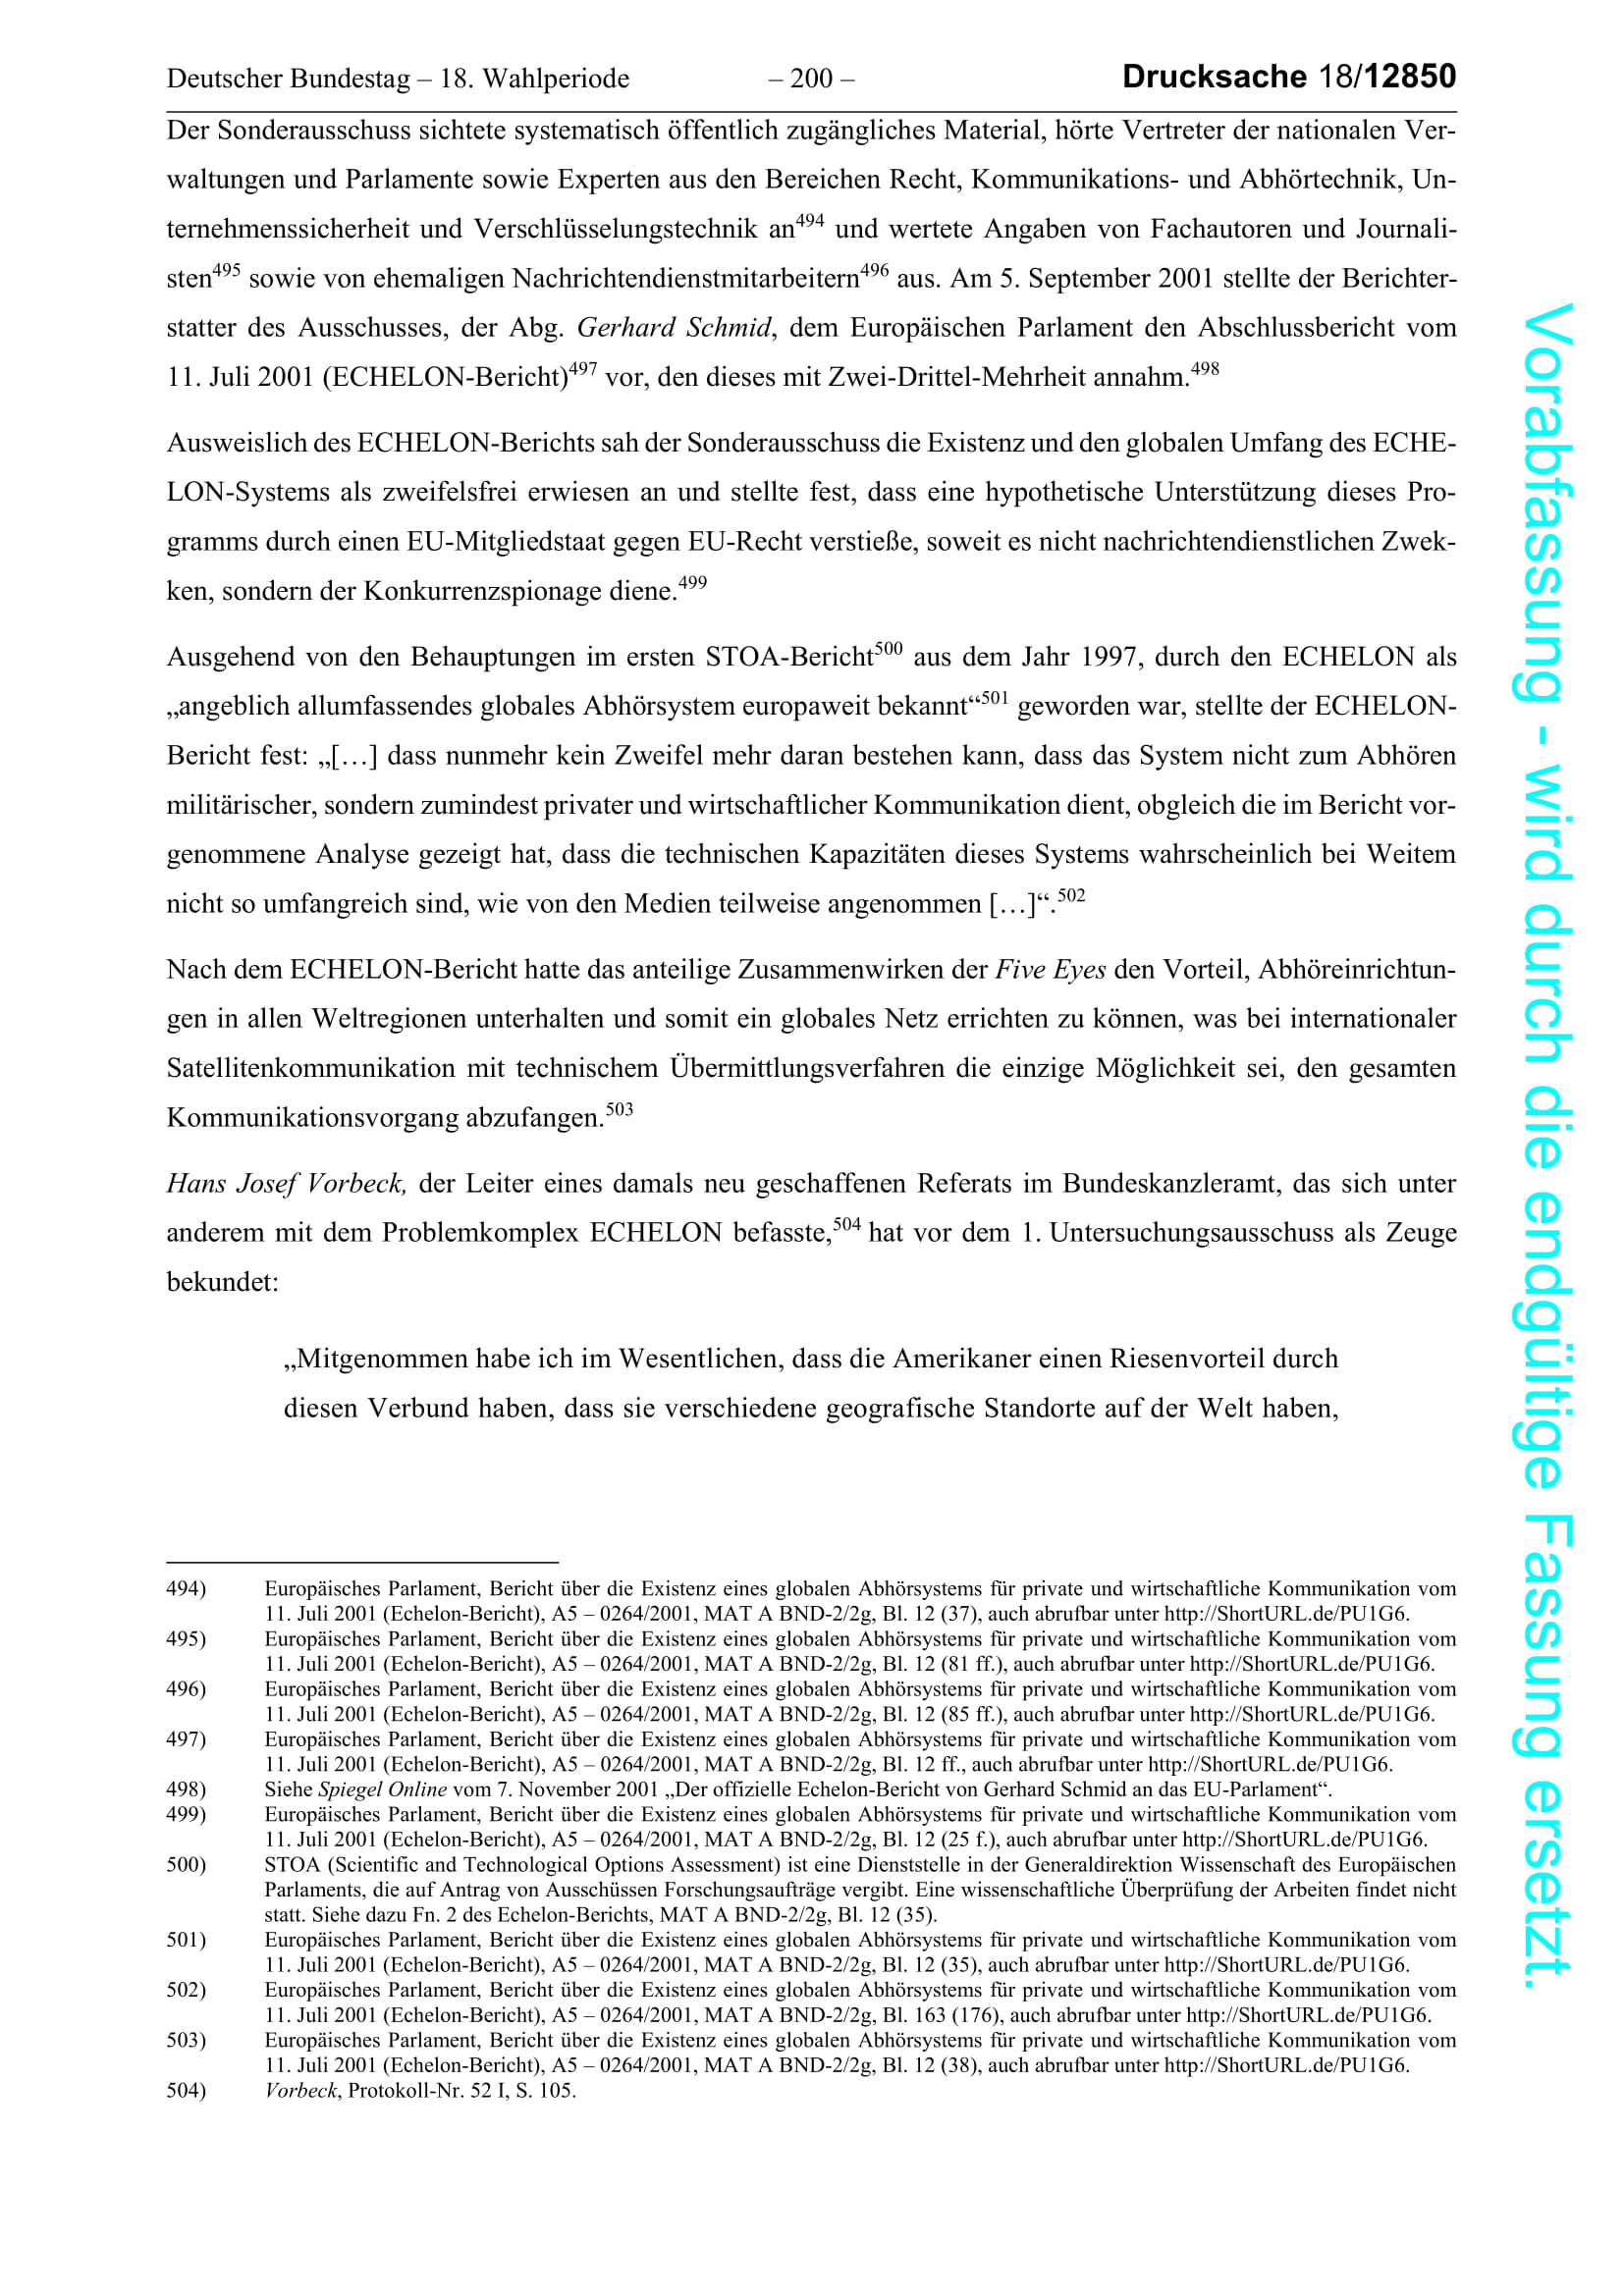 Deutscher Bundestag – 18. Wahlperiode – 200 – Drucksache 18/12850
Der Sonderausschuss sichtete systematisch öffentlich zugängliches Material, hörte Vertreter der nationalen Ver-
waltungen und Parlamente sowie Experten aus den Bereichen Recht, Kommunikations- und Abhörtechnik, Un-
ternehmenssicherheit und Verschlüsselungstechnik an494 und wertete Angaben von Fachautoren und Journali-
sten495 sowie von ehemaligen Nachrichtendienstmitarbeitern496 aus. Am 5. September 2001 stellte der Berichter-
statter des Ausschusses, der Abg. Gerhard Schmid, dem Europäischen Parlament den Abschlussbericht vom
11. Juli 2001 (ECHELON-Bericht)497 vor, den dieses mit Zwei-Drittel-Mehrheit annahm.498
Ausweislich des ECHELON-Berichts sah der Sonderausschuss die Existenz und den globalen Umfang des ECHE-
LON-Systems als zweifelsfrei erwiesen an und stellte fest, dass eine hypothetische Unterstützung dieses Pro-
gramms durch einen EU-Mitgliedstaat gegen EU-Recht verstieße, soweit es nicht nachrichtendienstlichen Zwek-
ken, sondern der Konkurrenzspionage diene.499
Ausgehend von den Behauptungen im ersten STOA-Bericht500 aus dem Jahr 1997, durch den ECHELON als
„angeblich allumfassendes globales Abhörsystem europaweit bekannt“501 geworden war, stellte der ECHELON-
Bericht fest: „[…] dass nunmehr kein Zweifel mehr daran bestehen kann, dass das System nicht zum Abhören
militärischer, sondern zumindest privater und wirtschaftlicher Kommunikation dient, obgleich die im Bericht vor-
genommene Analyse gezeigt hat, dass die technischen Kapazitäten dieses Systems wahrscheinlich bei Weitem
nicht so umfangreich sind, wie von den Medien teilweise angenommen […]“.502
Nach dem ECHELON-Bericht hatte das anteilige Zusammenwirken der Five Eyes den Vorteil, Abhöreinrichtun-
gen in allen Weltregionen unterhalten und somit ein globales Netz errichten zu können, was bei internationaler
Satellitenkommunikation mit technischem Übermittlungsverfahren die einzige Möglichkeit sei, den gesamten
Kommunikationsvorgang abzufangen.503
Hans Josef Vorbeck, der Leiter eines damals neu geschaffenen Referats im Bundeskanzleramt, das sich unter
anderem mit dem Problemkomplex ECHELON befasste,504 hat vor dem 1. Untersuchungsausschuss als Zeuge
bekundet:
„Mitgenommen habe ich im Wesentlichen, dass die Amerikaner einen Riesenvorteil durch
diesen Verbund haben, dass sie verschiedene geografische Standorte auf der Welt haben,
494) Europäisches Parlament, Bericht über die Existenz eines globalen Abhörsystems für private und wirtschaftliche Kommunikation vom
11. Juli 2001 (Echelon-Bericht), A5 – 0264/2001, MAT A BND-2/2g, Bl. 12 (37), auch abrufbar unter http://ShortURL.de/PU1G6.
495) Europäisches Parlament, Bericht über die Existenz eines globalen Abhörsystems für private und wirtschaftliche Kommunikation vom
11. Juli 2001 (Echelon-Bericht), A5 – 0264/2001, MAT A BND-2/2g, Bl. 12 (81 ff.), auch abrufbar unter http://ShortURL.de/PU1G6.
496) Europäisches Parlament, Bericht über die Existenz eines globalen Abhörsystems für private und wirtschaftliche Kommunikation vom
11. Juli 2001 (Echelon-Bericht), A5 – 0264/2001, MAT A BND-2/2g, Bl. 12 (85 ff.), auch abrufbar unter http://ShortURL.de/PU1G6.
497) Europäisches Parlament, Bericht über die Existenz eines globalen Abhörsystems für private und wirtschaftliche Kommunikation vom
11. Juli 2001 (Echelon-Bericht), A5 – 0264/2001, MAT A BND-2/2g, Bl. 12 ff., auch abrufbar unter http://ShortURL.de/PU1G6.
498) Siehe Spiegel Online vom 7. November 2001 „Der offizielle Echelon-Bericht von Gerhard Schmid an das EU-Parlament“.
499) Europäisches Parlament, Bericht über die Existenz eines globalen Abhörsystems für private und wirtschaftliche Kommunikation vom
11. Juli 2001 (Echelon-Bericht), A5 – 0264/2001, MAT A BND-2/2g, Bl. 12 (25 f.), auch abrufbar unter http://ShortURL.de/PU1G6.
500) STOA (Scientific and Technological Options Assessment) ist eine Dienststelle in der Generaldirektion Wissenschaft des Europäischen
Parlaments, die auf Antrag von Ausschüssen Forschungsaufträge vergibt. Eine wissenschaftliche Überprüfung der Arbeiten findet nicht
statt. Siehe dazu Fn. 2 des Echelon-Berichts, MAT A BND-2/2g, Bl. 12 (35).
501) Europäisches Parlament, Bericht über die Existenz eines globalen Abhörsystems für private und wirtschaftliche Kommunikation vom
11. Juli 2001 (Echelon-Bericht), A5 – 0264/2001, MAT A BND-2/2g, Bl. 12 (35), auch abrufbar unter http://ShortURL.de/PU1G6.
502) Europäisches Parlament, Bericht über die Existenz eines globalen Abhörsystems für private und wirtschaftliche Kommunikation vom
11. Juli 2001 (Echelon-Bericht), A5 – 0264/2001, MAT A BND-2/2g, Bl. 163 (176), auch abrufbar unter http://ShortURL.de/PU1G6.
503) Europäisches Parlament, Bericht über die Existenz eines globalen Abhörsystems für private und wirtschaftliche Kommunikation vom
11. Juli 2001 (Echelon-Bericht), A5 – 0264/2001, MAT A BND-2/2g, Bl. 12 (38), auch abrufbar unter http://ShortURL.de/PU1G6.
504) Vorbeck, Protokoll-Nr. 52 I, S. 105.
Vorabfassung - wird durch die endgültige Fassung ersetzt.